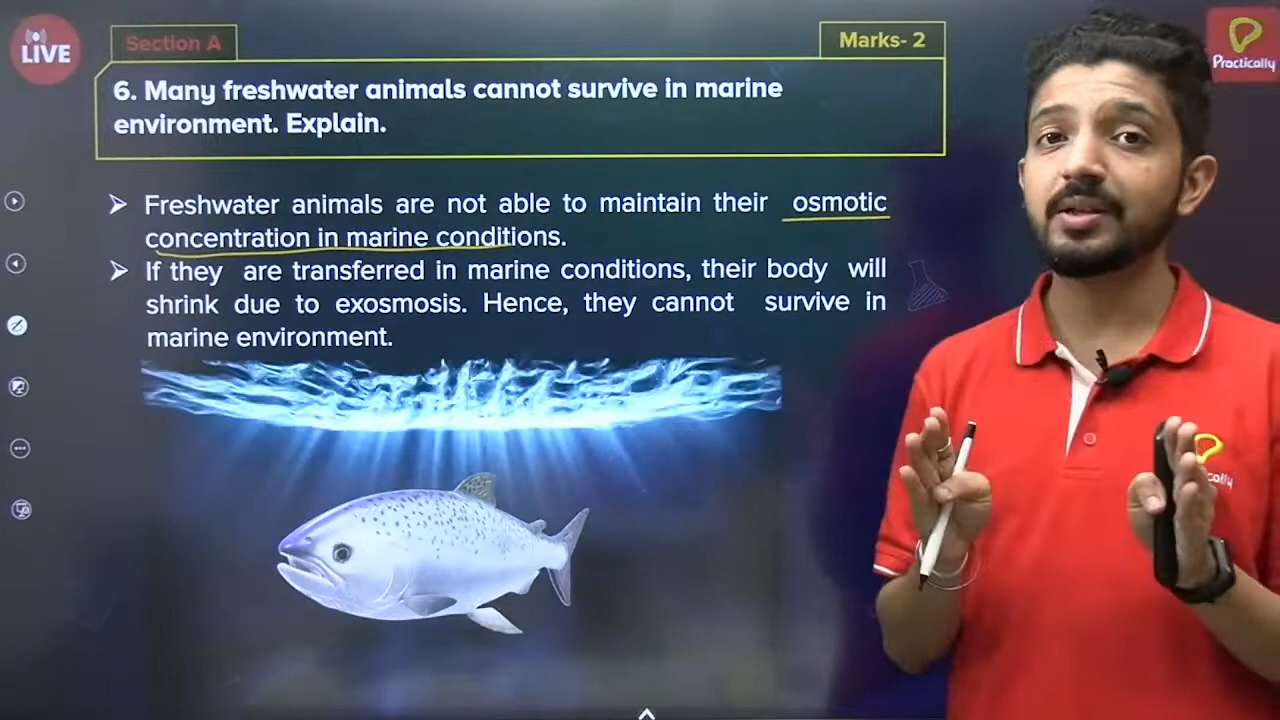 LIVE
Section A
Marks- 2
Practically
6. Many freshwater animals cannot survive in marine
environment. Explain.
➢ Freshwater animals are not able to maintain their osmotic
concentration in marine conditions.
➢ If they are transferred in marine conditions, their body will
shrink due to exosmosis. Hence, they cannot survive in
marine environment.